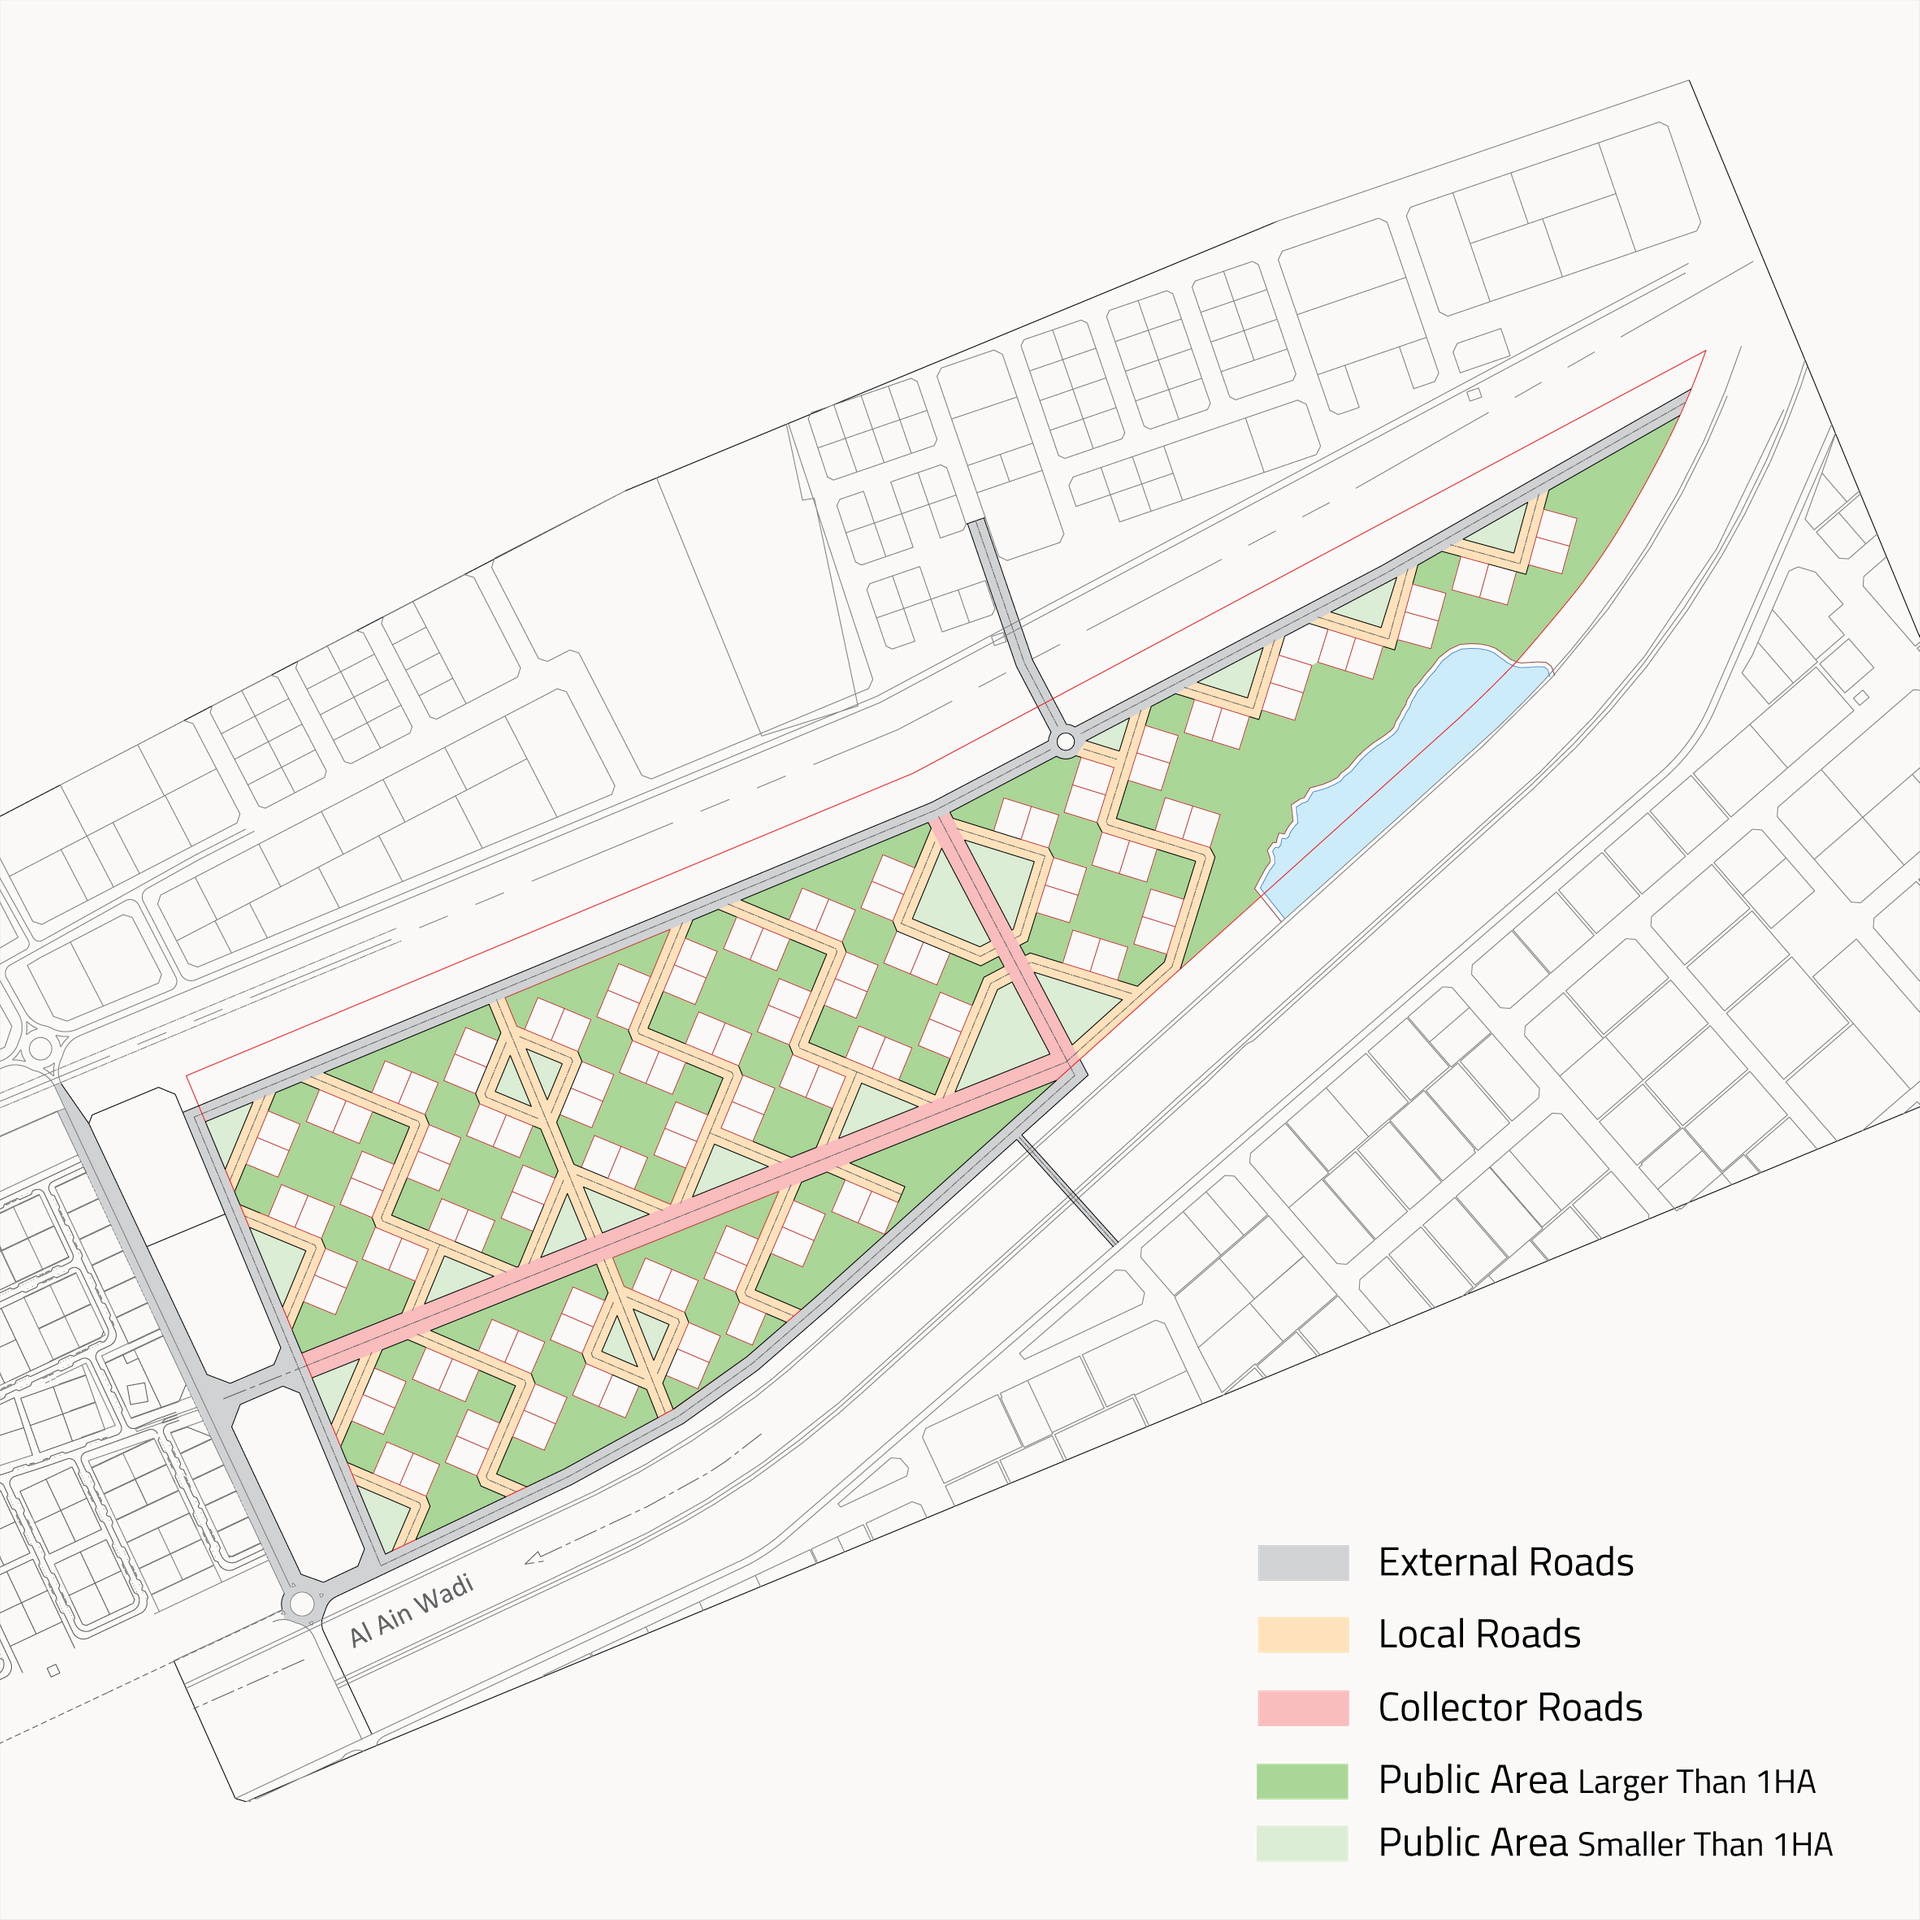 Al Ain Wadi
External Roads
Local Roads
Collector Roads
Public Area Larger Than 1HA
Public Area Smaller Than 1HA